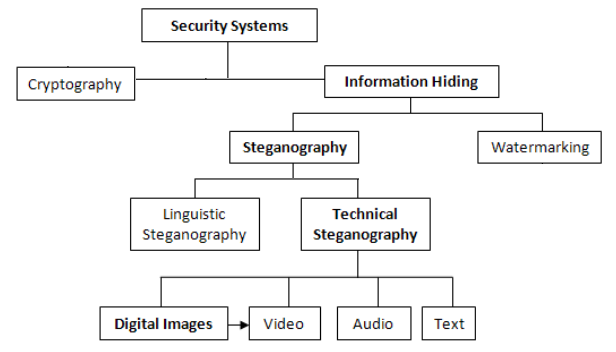 Security Systems
Cryptography
Information Hiding
Steganography
Watermarking
Linguistic
Steganography
Technical
Steganography
Digital Images
Video
Audio
Text